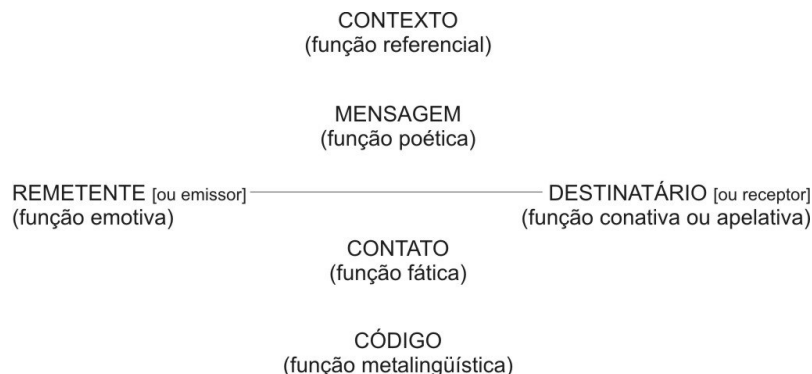 CONTEXTO
(função referencial)
MENSAGEM
(função poética)
REMETENTE [ou emissor]
(função emotiva)
DESTINATÁRIO [ou receptor]
(função conativa ou apelativa)
CONTATO
(função fática)
CÓDIGO
(função metalingüística)